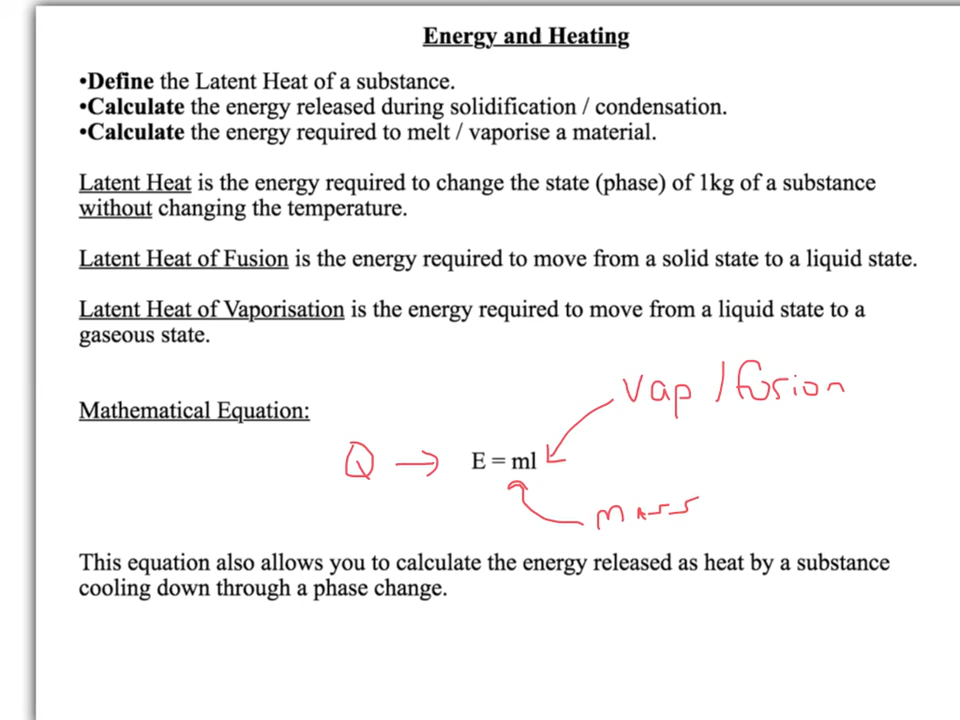 Energy and Heating
•Define the Latent Heat of a substance.
•Calculate the energy released during solidification / condensation.
•Calculate the energy required to melt / vaporise a material.
Latent Heat is the energy required to change the state (phase) of 1kg of a substance
without changing the temperature.
Latent Heat of Fusion is the energy required to move from a solid state to a liquid state.
Latent Heat of Vaporisation is the energy required to move from a liquid state to a
gaseous state.
vap / fusion
Mathematical Equation:
Q → E = ml
mass
This equation also allows you to calculate the energy released as heat by a substance
cooling down through a phase change.